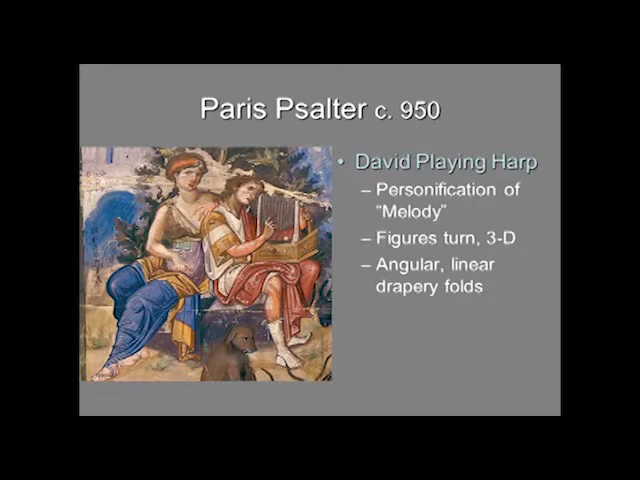 Paris Psalter c. 950
• David Playing Harp
– Personification of
“Melody”
– Figures turn, 3-D
– Angular, linear
drapery folds